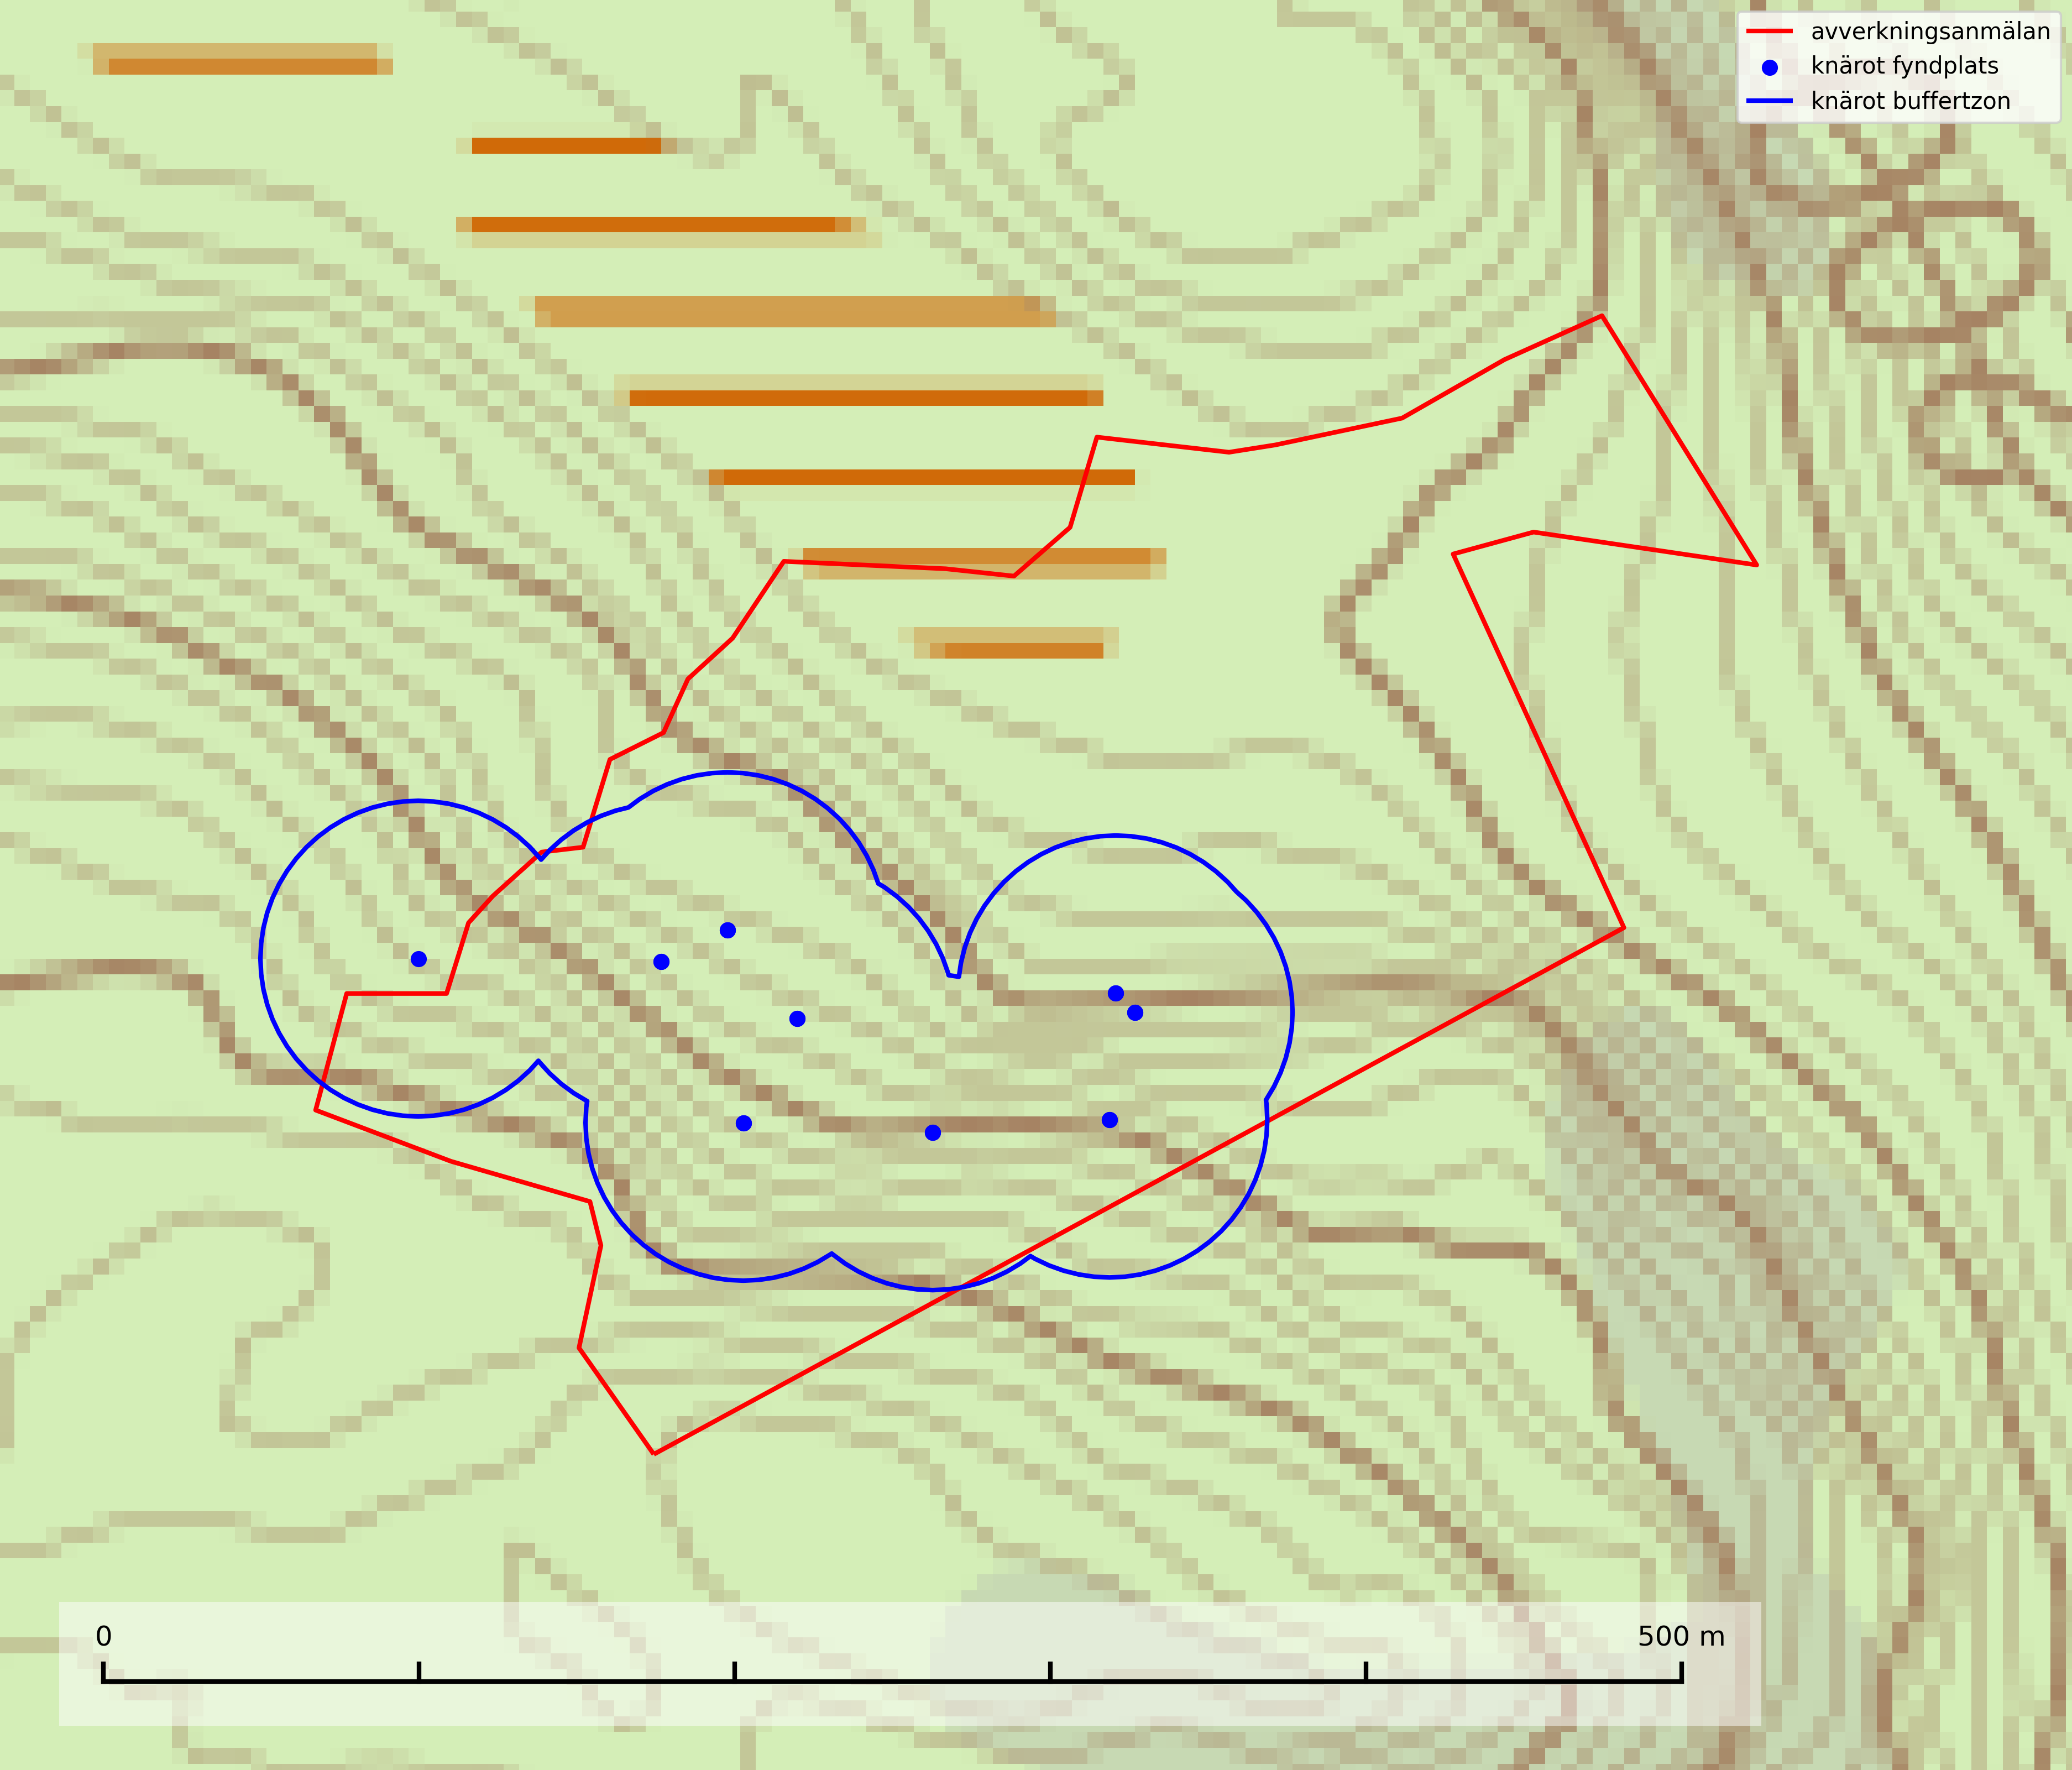 avverkningsanmälan
knärot fyndplats
knärot buffertzon
0
500 m